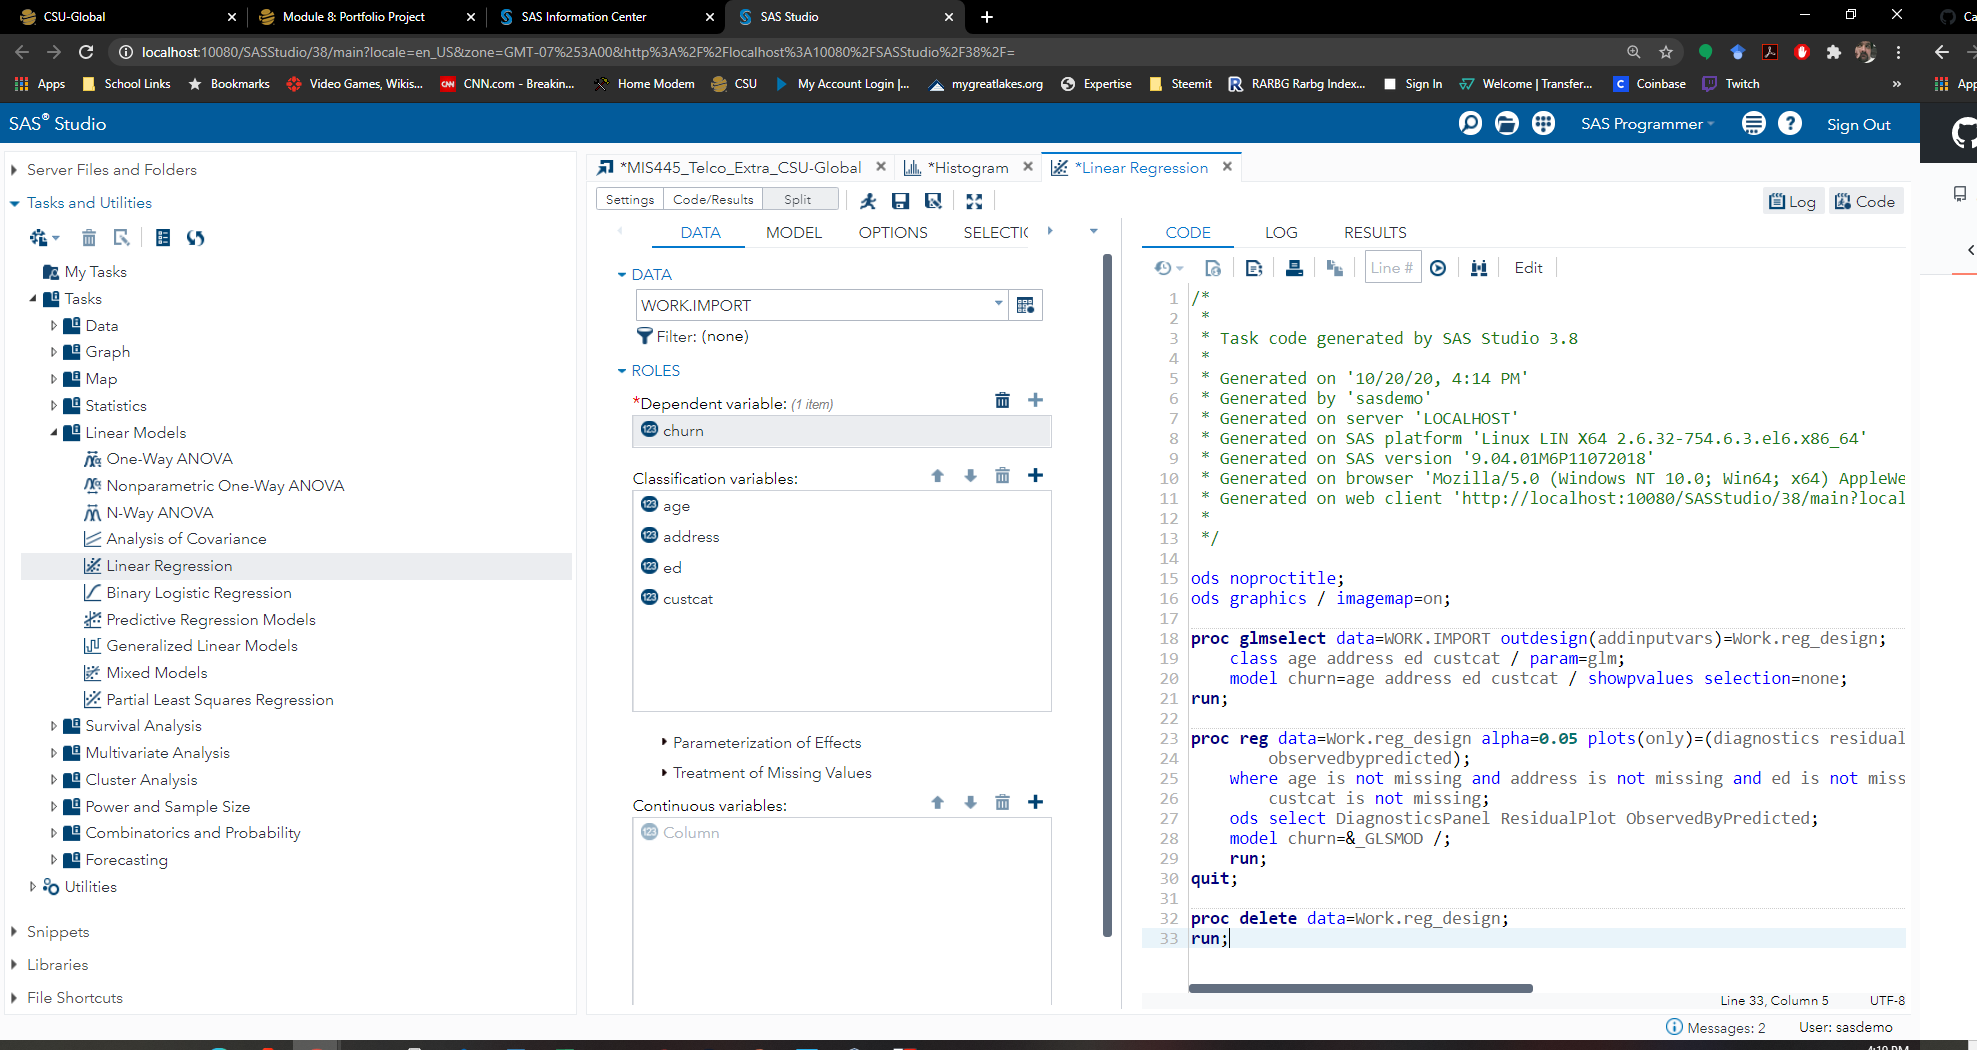 CSU-Global
Module & Portfolio Project
SAS Information Center
SAS Studio
localhost:10080/SASStudio/38/main?locale=en_US&zone=GMT-07%253A00&http%3A%2F%2Flocalhost%3A10080%2FSASStudio%2F38%2F=
Apps
School Links
Bookmarks
Video Games, Wikis...
CNN.com - Breakin...
Home Modem
CSU
My Account Login |...
mygreatlakes.org
Expertise
Steemit
RARBG Rarbg Index...
Sign In
Welcome | Transfer...
Coinbase
Twitch
»
SAS® Studio
SAS Programmer
Sign Out
Server Files and Folders
Tasks and Utilities
My Tasks
Tasks
Data
Graph
Map
Statistics
Linear Models
One-Way ANOVA
Nonparametric One-Way ANOVA
N-Way ANOVA
Analysis of Covariance
Linear Regression
Binary Logistic Regression
Predictive Regression Models
Generalized Linear Models
Mixed Models
Partial Least Squares Regression
Survival Analysis
Multivariate Analysis
Cluster Analysis
Power and Sample Size
Combinatorics and Probability
Forecasting
Utilities
Snippets
Libraries
File Shortcuts
*MIS445_Telco_Extra_CSU-Global
*Histogram
*Linear Regression
Settings
Code/Results
Split
Log
Code
DATA
MODEL
OPTIONS
SELECTIO
DATA
WORK.IMPORT
Filter: (none)
ROLES
*Dependent variable: (1 item)
churn
Classification variables:
age
address
ed
custcat
Parameterization of Effects
Treatment of Missing Values
Continuous variables:
Column
CODE
LOG
RESULTS
Line #
Edit
1 /*
2 *
3 * Task code generated by SAS Studio 3.8
4 *
5 * Generated on '10/20/20, 4:14 PM'
6 * Generated by 'sasdemo'
7 * Generated on server 'LOCALHOST'
8 * Generated on SAS platform 'Linux LIN X64 2.6.32-754.6.3.el6.x86_64'
9 * Generated on SAS version '9.04.01M6P11072018'
10 * Generated on browser 'Mozilla/5.0 (Windows NT 10.0; Win64; x64) AppleWe
11 * Generated on web client 'http://localhost:10080/SASStudio/38/main?local
12 *
13 */
14
15 ods noproctitle;
16 ods graphics / imagemap=on;
17
18 proc glmselect data=WORK.IMPORT outdesign(addinputvars)=Work.reg_design;
19 class age address ed custcat / param=glm;
20 model churn=age address ed custcat / showpvalues selection=none;
21 run;
22
23 proc reg data=Work.reg_design alpha=0.05 plots(only)=(diagnostics residual
24 observedbypredicted);
25 where age is not missing and address is not missing and ed is not miss
26 custcat is not missing;
27 ods select DiagnosticsPanel ResidualPlot ObservedByPredicted;
28 model churn=&_GLSMOD /;
29 run;
30 quit;
31
32 proc delete data=Work.reg_design;
33 run;
Line 33, Column 5
UTF-8
Messages: 2
User: sasdemo
Ca
App